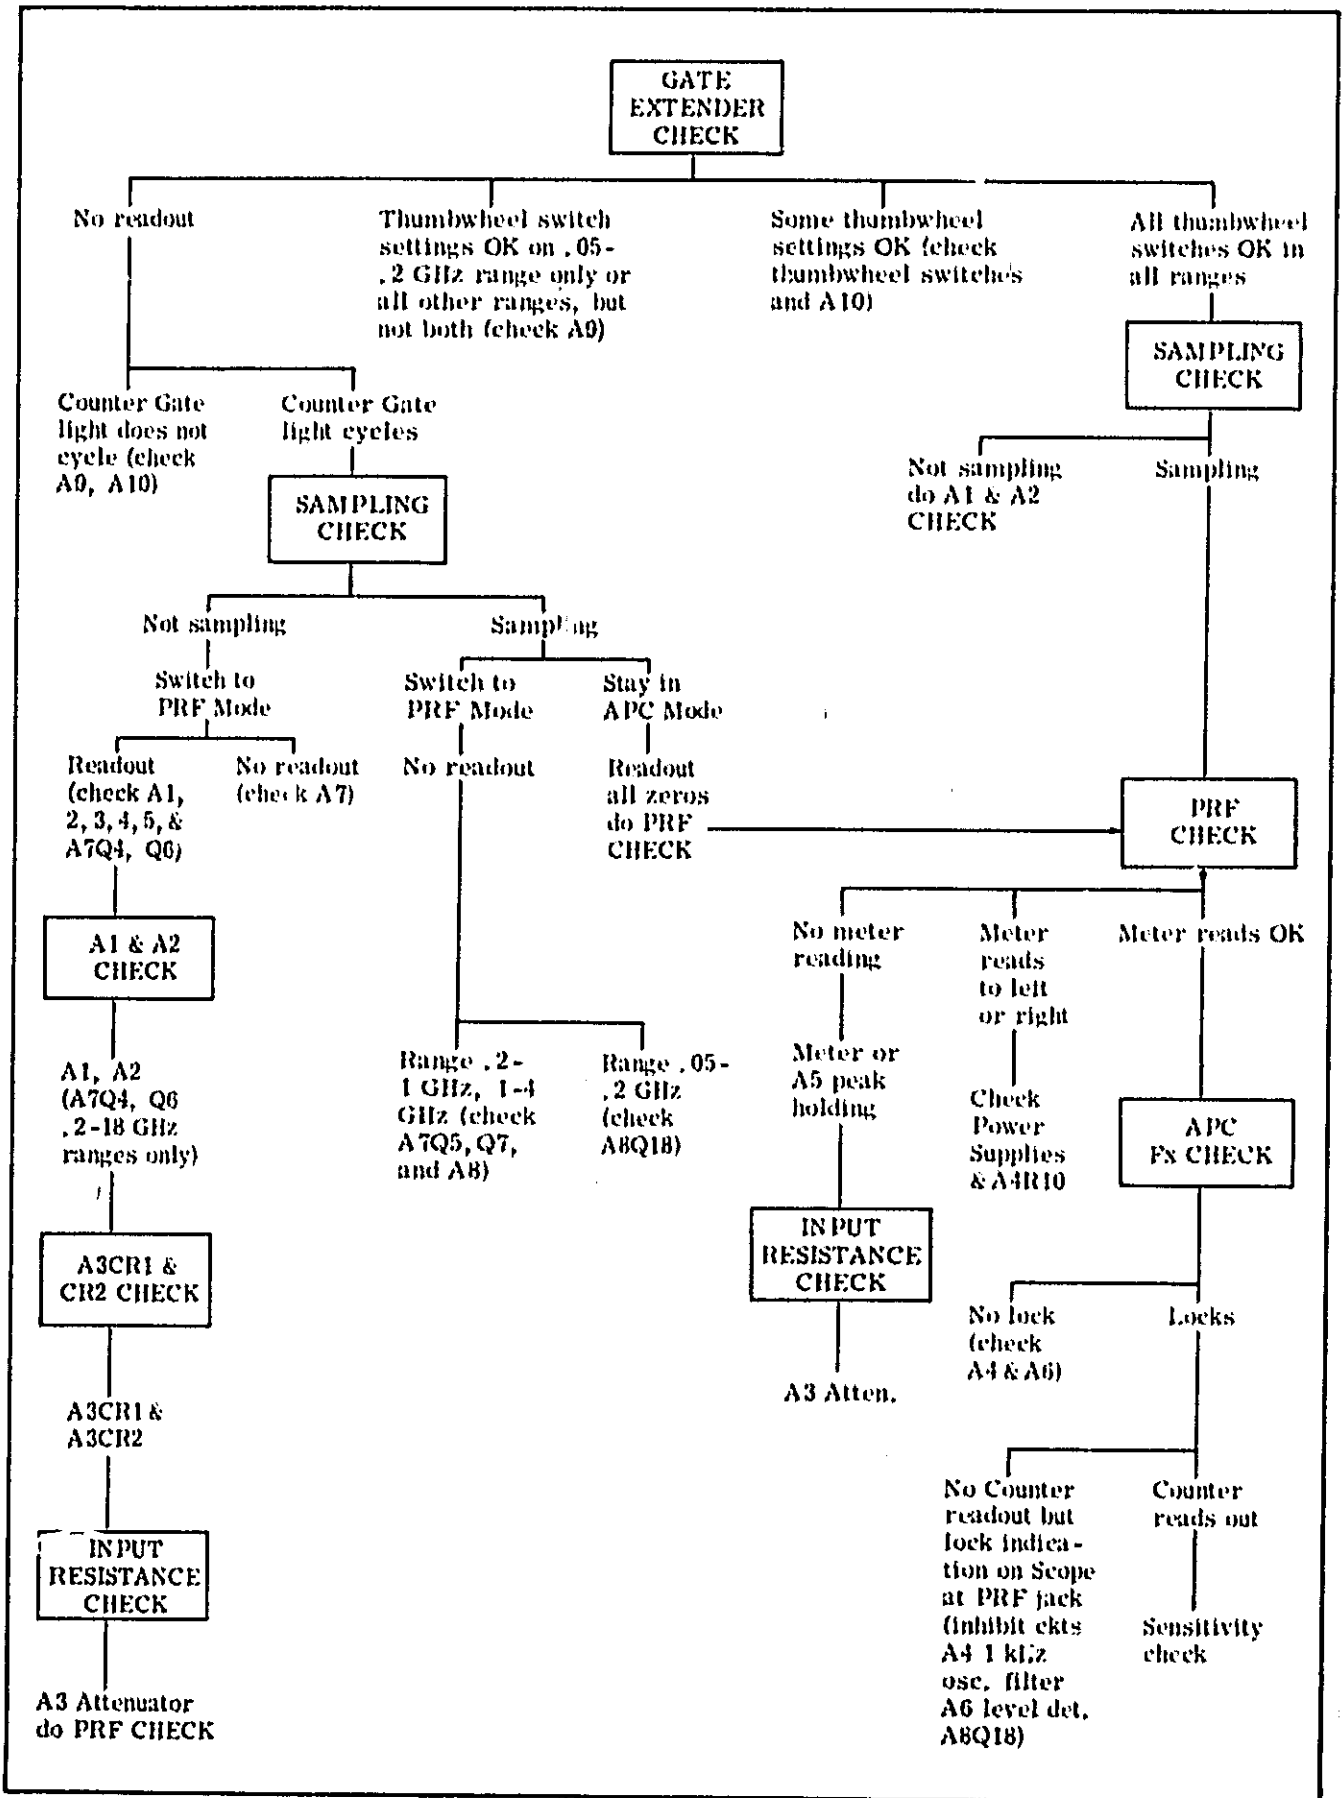 GATE
EXTENDER
CHECK
No readout
Thumbwheel switch
settings OK on .05-
.2 GHz range only or
all other ranges, but
not both (check A9)
Some thumbwheel
settings OK (check
thumbwheel switches
and A10)
All thumbwheel
switches OK in
all ranges
SAMPLING
CHECK
Counter Gate
light does not
cycle (check
A9, A10)
Counter Gate
light cycles
SAMPLING
CHECK
Not sampling
do A1 & A2
CHECK
Sampling
Not sampling
Sampling
Switch to
PRF Mode
Switch to
PRF Mode
Stay in
APC Mode
Readout
(check A1,
2, 3, 4, 5, &
A7Q4, Q6)
No readout
(check A7)
No readout
Readout
all zeros
do PRF
CHECK
PRF
CHECK
A1 & A2
CHECK
No meter
reading
Meter
reads
to left
or right
Meter reads OK
A1, A2
(A7Q4, Q6
.2-18 GHz
ranges only)
Range .2-
1 GHz, 1-4
GHz (check
A7Q5, Q7,
and A8)
Range .05-
.2 GHz
(check
A8Q18)
Meter or
A5 peak
holding
Check
Power
Supplies
& A4R10
APC
Fx CHECK
A3CR1 &
CR2 CHECK
INPUT
RESISTANCE
CHECK
No lock
(check
A4 & A6)
Locks
A3 Atten.
A3CR1 &
A3CR2
No Counter
readout but
lock indica-
tion on Scope
at PRF jack
(inhibit ckts
A4 1 kHz
osc. filter
A6 level det.
A8Q18)
Counter
reads out
INPUT
RESISTANCE
CHECK
Sensitivity
check
A3 Attenuator
do PRF CHECK